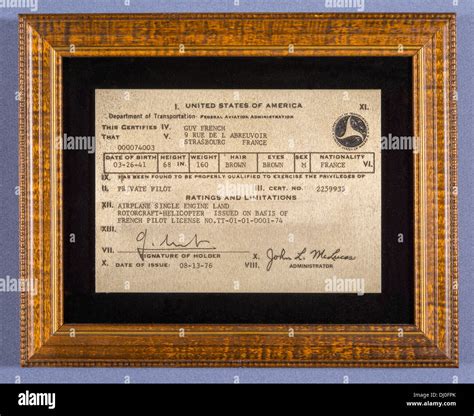 I. UNITED STATES OF AMERICA XI.
Department of Transportation- FEDERAL AVIATION ADMINISTRATION
THIS CERTIFIES IV. GUY FRENCH
THAT V. 9 RUE DE L ABREUVOIR
STRASBOURG FRANCE
000074003
DATE OF BIRTH HEIGHT WEIGHT HAIR EYES SEX NATIONALITY
03-26-41 68 IN 160 BROWN BROWN M FRANCE VI.
IX. HAS BEEN FOUND TO BE PROPERLY QUALIFIED TO EXERCISE THE PRIVILEGES OF
II. PRIVATE PILOT III. CERT. NO. 2259935
RATINGS AND LIMITATIONS
XII. AIRPLANE SINGLE ENGINE LAND
ROTORCRAFT-HELICOPTER ISSUED ON BASIS OF
FRENCH PILOT LICENSE NO.TT-01-01-0001-74
XIII.
VII.
SIGNATURE OF HOLDER
X. John L. McLucas
X. DATE OF ISSUE: 08-13-76 VIII. ADMINISTRATOR
alamy
alamy stock photo
DJ0FPK